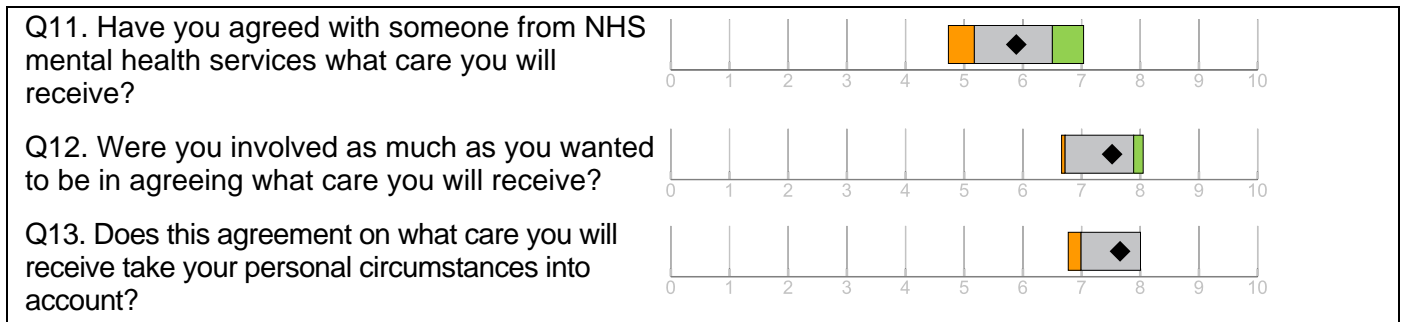 Q11. Have you agreed with someone from NHS
mental health services what care you will
receive?
0 1 2 3 4 5 6 7 8 9 10
Q12. Were you involved as much as you wanted
to be in agreeing what care you will receive?
0 1 2 3 4 5 6 7 8 9 10
Q13. Does this agreement on what care you will
receive take your personal circumstances into
account?
0 1 2 3 4 5 6 7 8 9 10